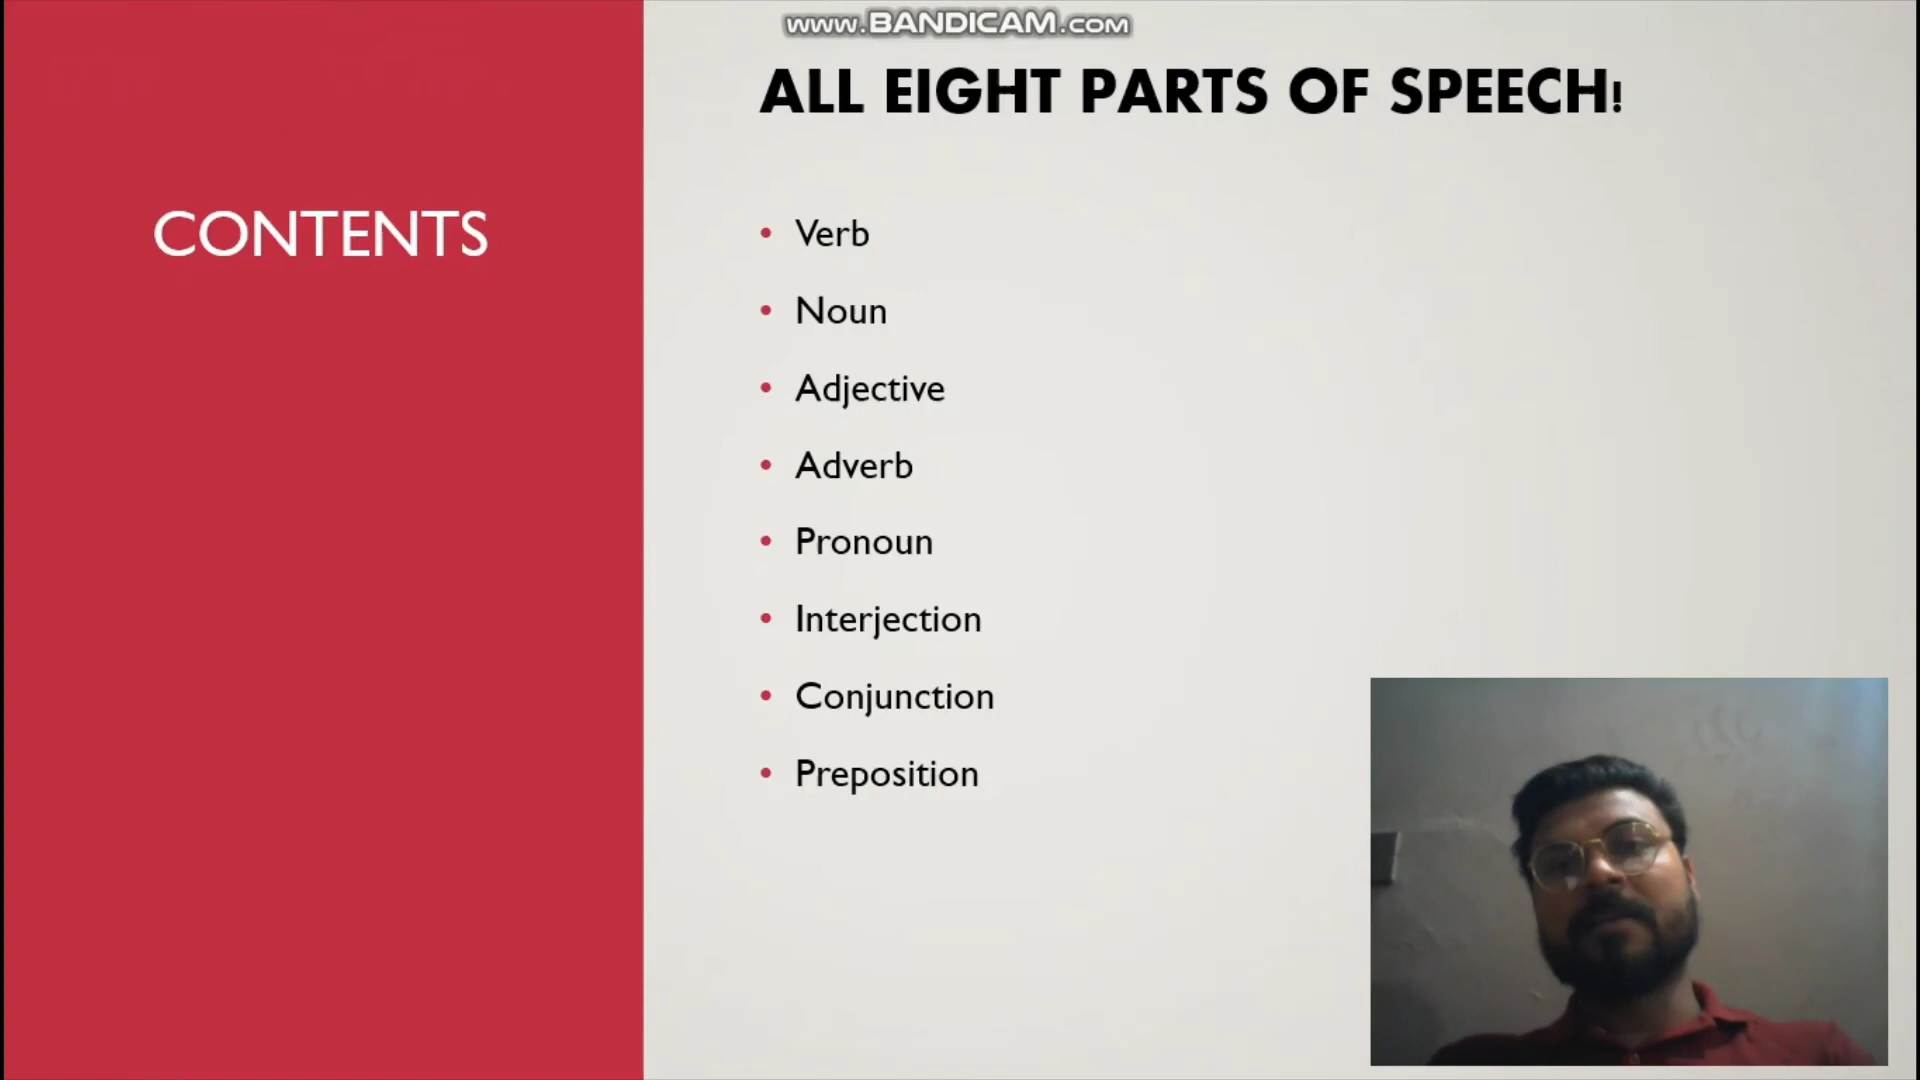 www.BANDICAM.com
ALL EIGHT PARTS OF SPEECH!
CONTENTS
• Verb
• Noun
• Adjective
• Adverb
• Pronoun
• Interjection
• Conjunction
• Preposition